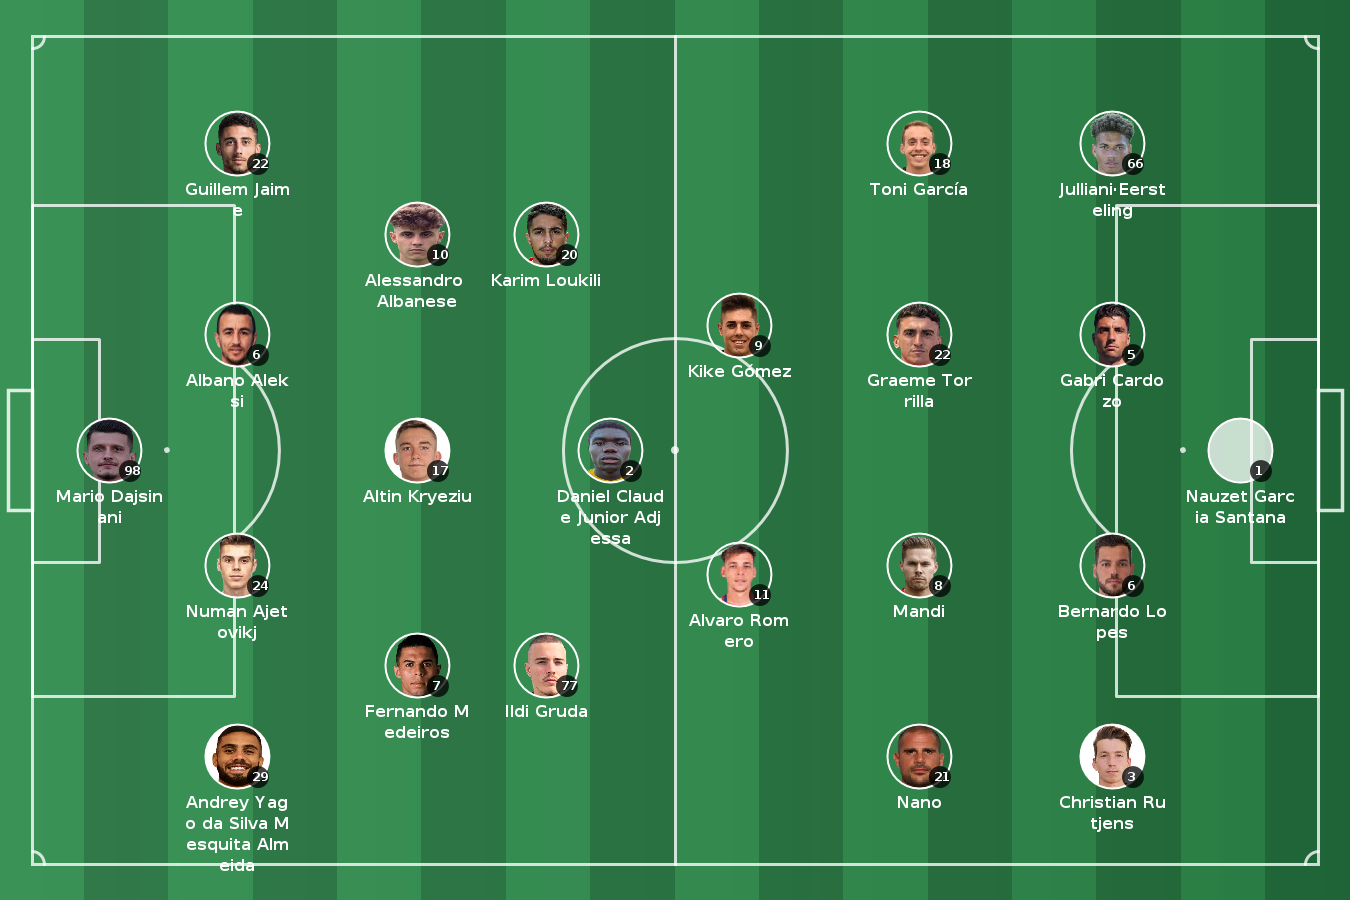 22
Guillem Jaim
e
18
Toni García
66
Julliani·Eerst
eling
10
Alessandro
Albanese
20
Karim Loukili
6
Albano Alek
si
9
Kike Gómez
22
Graeme Tor
rilla
5
Gabri Cardo
zo
98
Mario Dajsin
ani
17
Altin Kryeziu
2
Daniel Claud
e Junior Adj
essa
1
Nauzet Garc
ia Santana
24
Numan Ajet
ovikj
11
Alvaro Rom
ero
8
Mandi
6
Bernardo Lo
pes
7
Fernando M
edeiros
77
Ildi Gruda
29
Andrey Yag
o da Silva M
esquita Alm
eida
21
Nano
3
Christian Ru
tjens